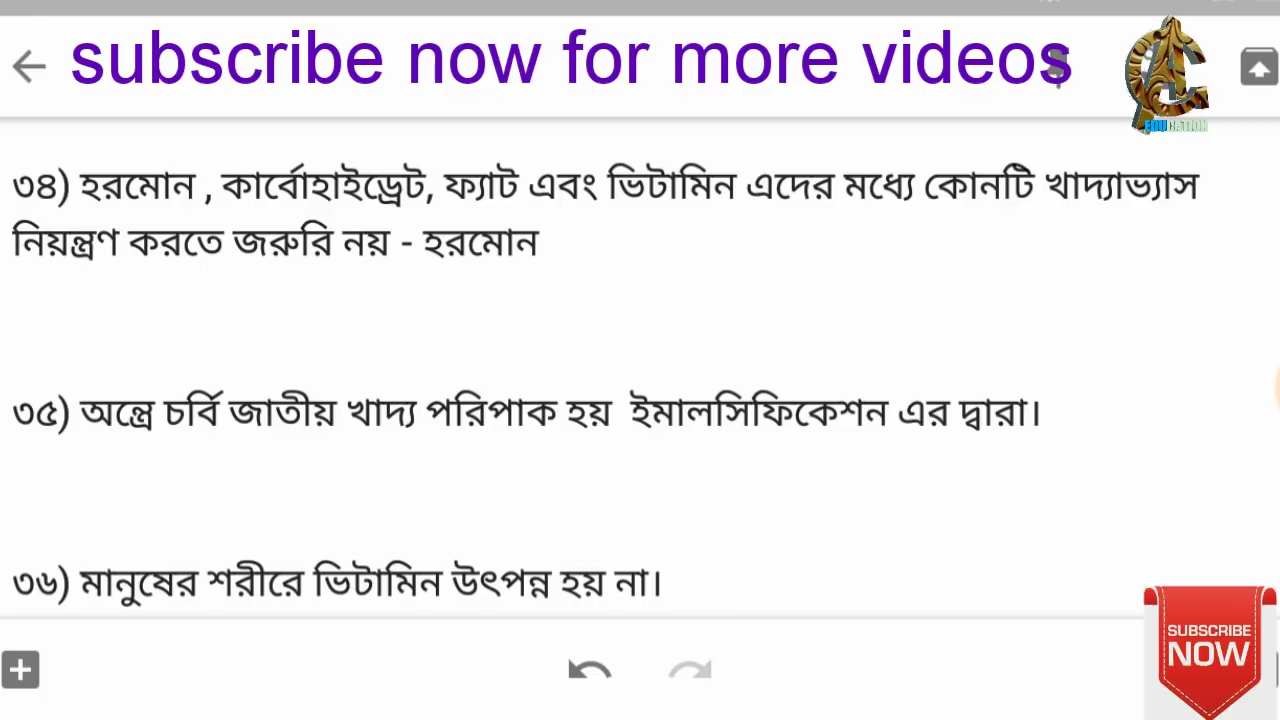 subscribe now for more videos
EDUCATION
৩৪) হরমোন , কার্বোহাইড্রেট, ফ্যাট এবং ভিটামিন এদের মধ্যে কোনটি খাদ্যাভ্যাস
নিয়ন্ত্রণ করতে জরুরি নয় - হরমোন
৩৫) অন্ত্রে চর্বি জাতীয় খাদ্য পরিপাক হয় ইমালসিফিকেশন এর দ্বারা।
৩৬) মানুষের শরীরে ভিটামিন উৎপন্ন হয় না।
SUBSCRIBE
NOW